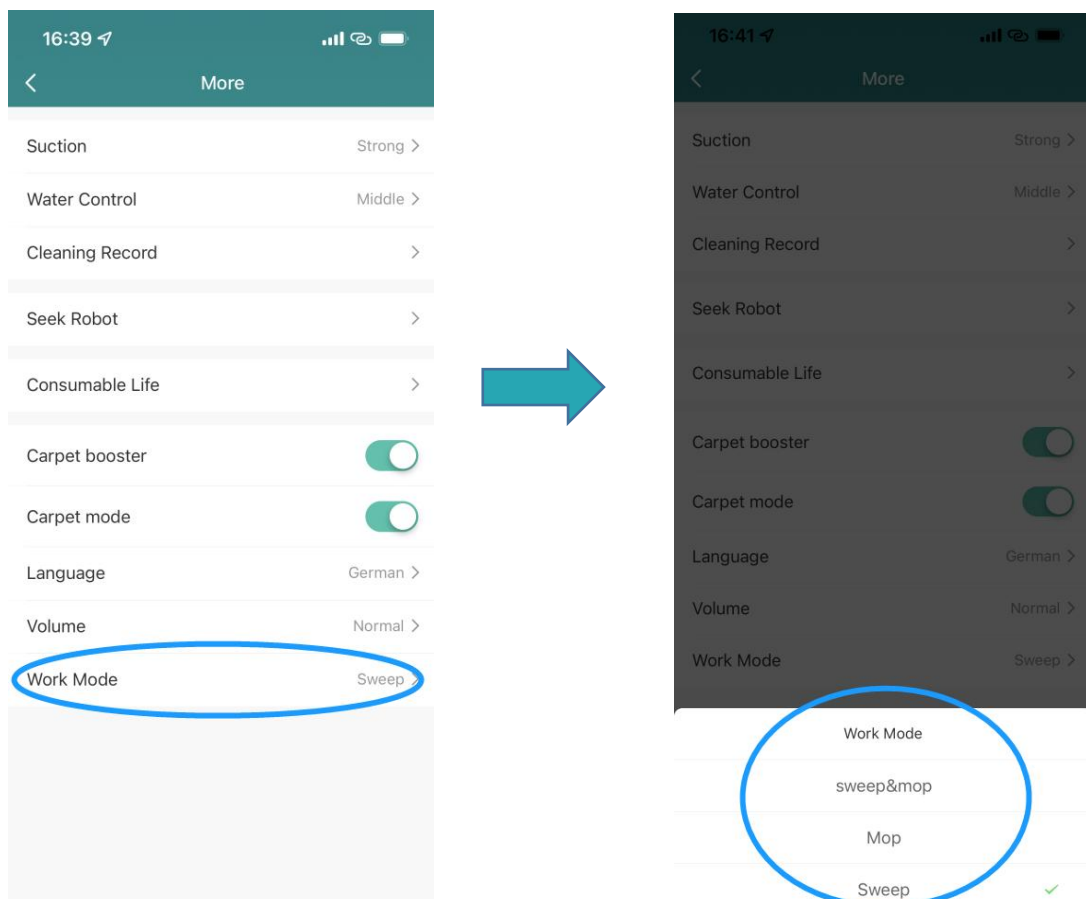 16:39
More
Suction Strong
Water Control Middle
Cleaning Record
Seek Robot
Consumable Life
Carpet booster
Carpet mode
Language German
Volume Normal
Work Mode Sweep
16:41
More
Suction Strong
Water Control Middle
Cleaning Record
Seek Robot
Consumable Life
Carpet booster
Carpet mode
Language German
Volume Normal
Work Mode Sweep
Work Mode
sweep&mop
Mop
Sweep